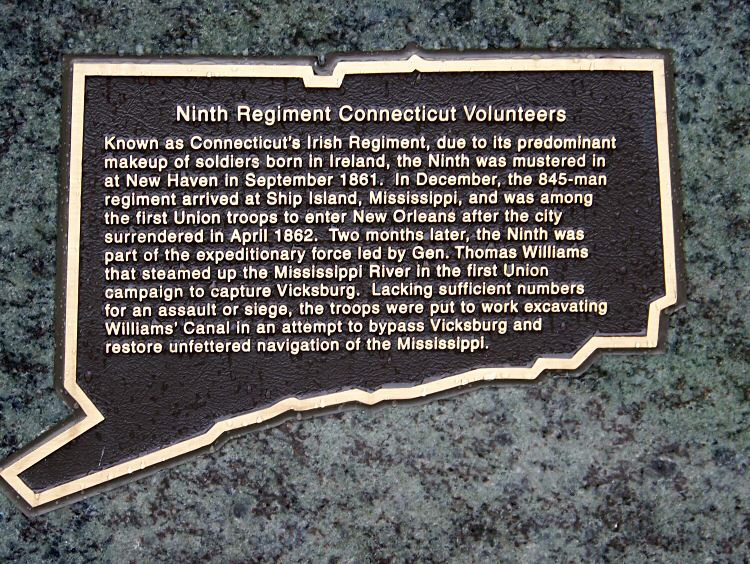 Ninth Regiment Connecticut Volunteers
Known as Connecticut's Irish Regiment, due to its predominant
makeup of soldiers born in Ireland, the Ninth was mustered in
at New Haven in September 1861. In December, the 845-man
regiment arrived at Ship Island, Mississippi, and was among
the first Union troops to enter New Orleans after the city
surrendered in April 1862. Two months later, the Ninth was
part of the expeditionary force led by Gen. Thomas Williams
that steamed up the Mississippi River in the first Union
campaign to capture Vicksburg. Lacking sufficient numbers
for an assault or siege, the troops were put to work excavating
Williams' Canal in an attempt to bypass Vicksburg and
restore unfettered navigation of the Mississippi.